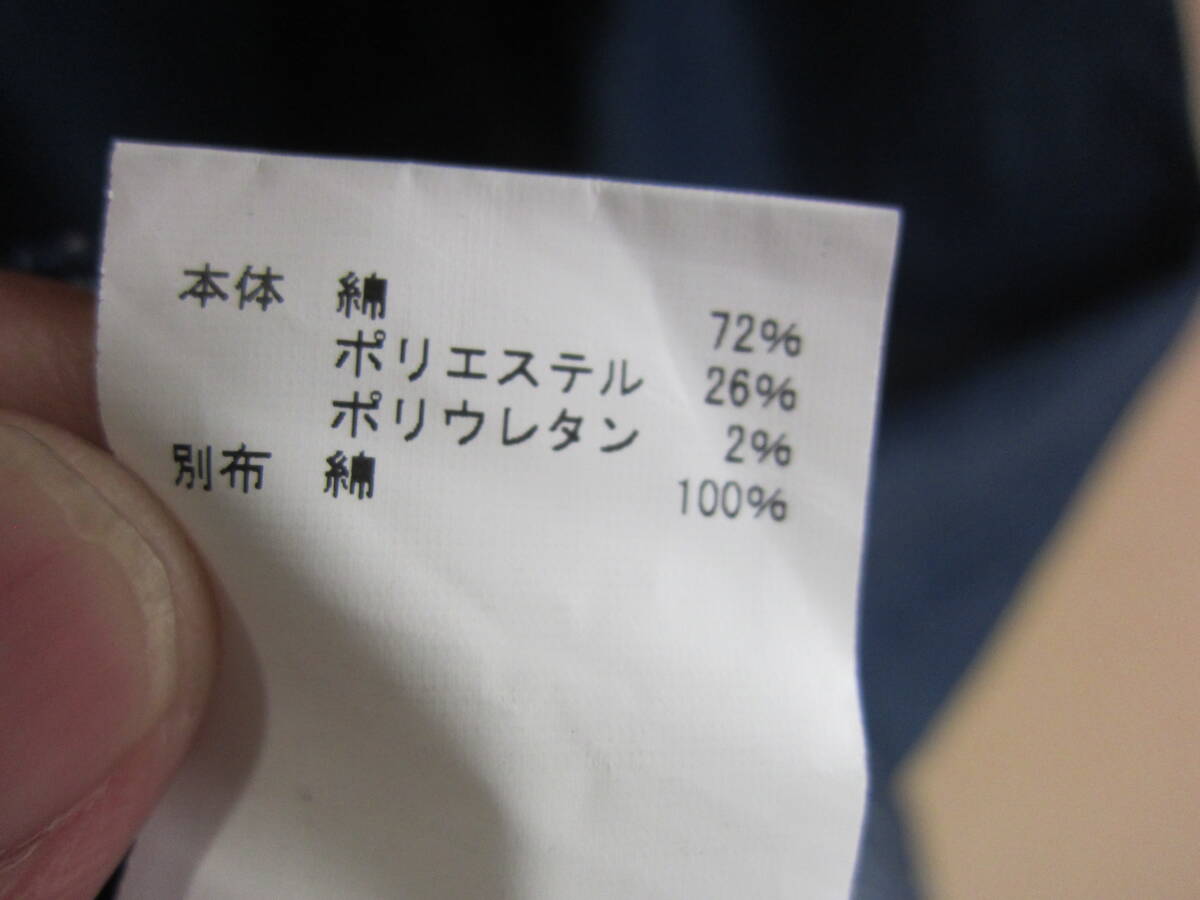 本体 綿 72%
ポリエステル 26%
ポリウレタン 2%
別布 綿 100%